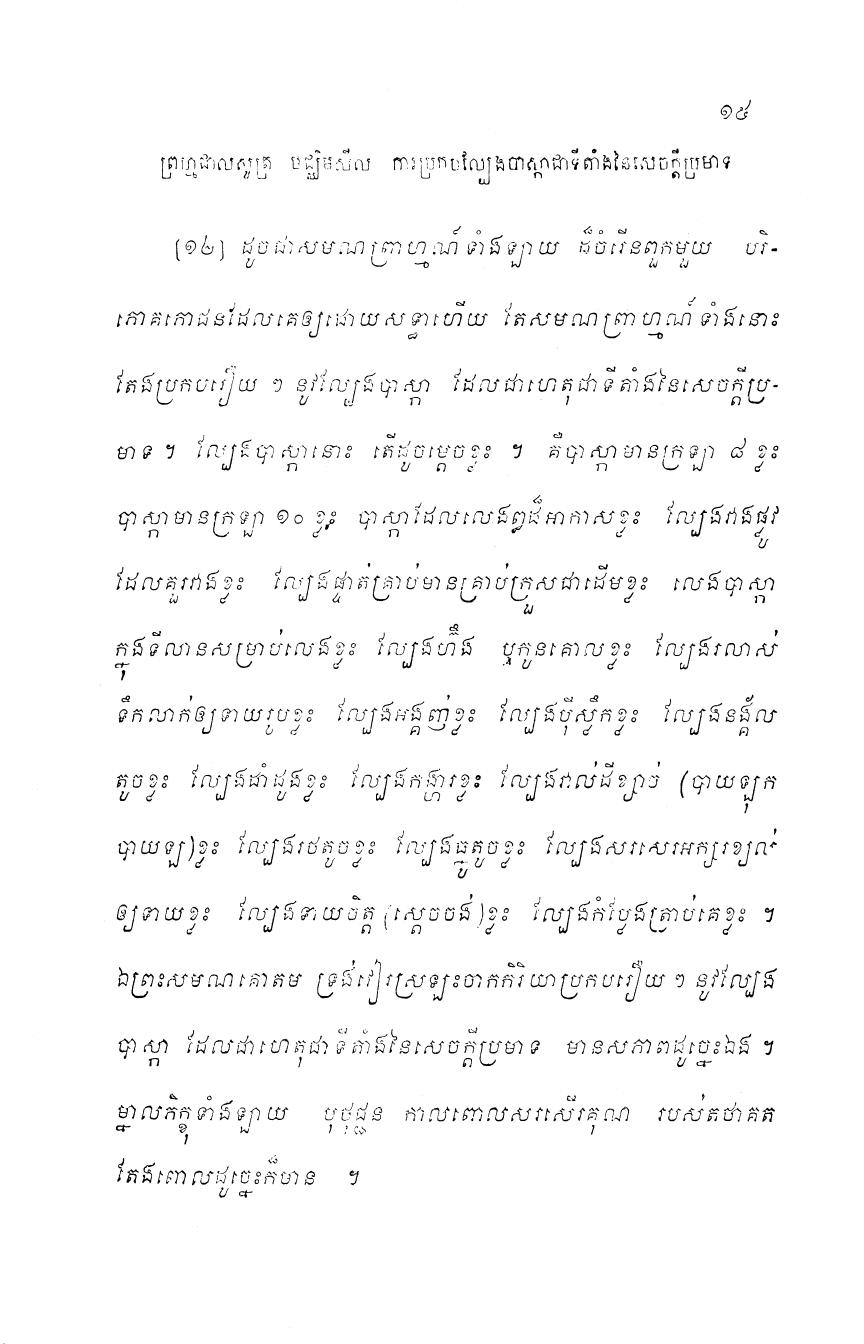 ១៥
ព្រហ្មជាលសូត្រ មជ្ឈិមសីល ការប្រកបល្បែងបាស្កាជាទីតាំងនៃសេចក្តីប្រមាទ
[១៤] ដូចជាសមណព្រាហ្មណ៍ទាំងឡាយ ដ៏ចំរើនពួកមួយ បរិ-
ភោគភោជនដែលគេឲ្យដោយសទ្ធាហើយ តែសមណព្រាហ្មណ៍ទាំងនោះ
តែងប្រកបរឿយ ៗ នូវល្បែងបាស្កា ដែលជាហេតុជាទីតាំងនៃសេចក្តីប្រ-
មាទ ។ ល្បែងបាស្កានោះ តើដូចម្តេចខ្លះ ។ គឺបាស្កាមានក្រឡា ៨ ខ្លះ
បាស្កាមានក្រឡា ១០ ខ្លះ បាស្កាដែលលេងឰដ៏អាកាសខ្លះ ល្បែងវាងផ្លូវ
ដែលគួរវាងខ្លះ ល្បែងផ្ទាត់គ្រាប់មានគ្រាប់ក្រួសជាដើមខ្លះ លេងបាស្កា
ក្នុងទីលានសម្រាប់លេងខ្លះ ល្បែងហ៊ឹង ឬកូនគោលខ្លះ ល្បែងរលាស់
ទឹកលាក់ឲ្យទាយរូបខ្លះ ល្បែងអង្គញ់ខ្លះ ល្បែងប៉ីស្លឹកខ្លះ ល្បែងនង្គ័ល
តូចខ្លះ ល្បែងដាំដូងខ្លះ ល្បែងកង្ហារខ្លះ ល្បែងវាល់ដីខ្សាច់ (បាយឡុក
បាយឡ)ខ្លះ ល្បែងរថតូចខ្លះ ល្បែងធ្នូតូចខ្លះ ល្បែងសរសេរអក្សរខ្យល់
ឲ្យទាយខ្លះ ល្បែងទាយចិត្ត (ស្តេចចង់)ខ្លះ ល្បែងកំប្លែងត្រាប់គេខ្លះ ។
ឯព្រះសមណគោតម ទ្រង់វៀរស្រឡះចាកកិរិយាប្រកបរឿយ ៗ នូវល្បែង
បាស្កា ដែលជាហេតុជាទីតាំងនៃសេចក្តីប្រមាទ មានសភាពដូច្នេះឯង ។
ម្នាលភិក្ខុទាំងឡាយ បុថុជ្ជន កាលពោលសរសើរគុណ របស់តថាគត
តែងពោលដូច្នេះក៏មាន ។